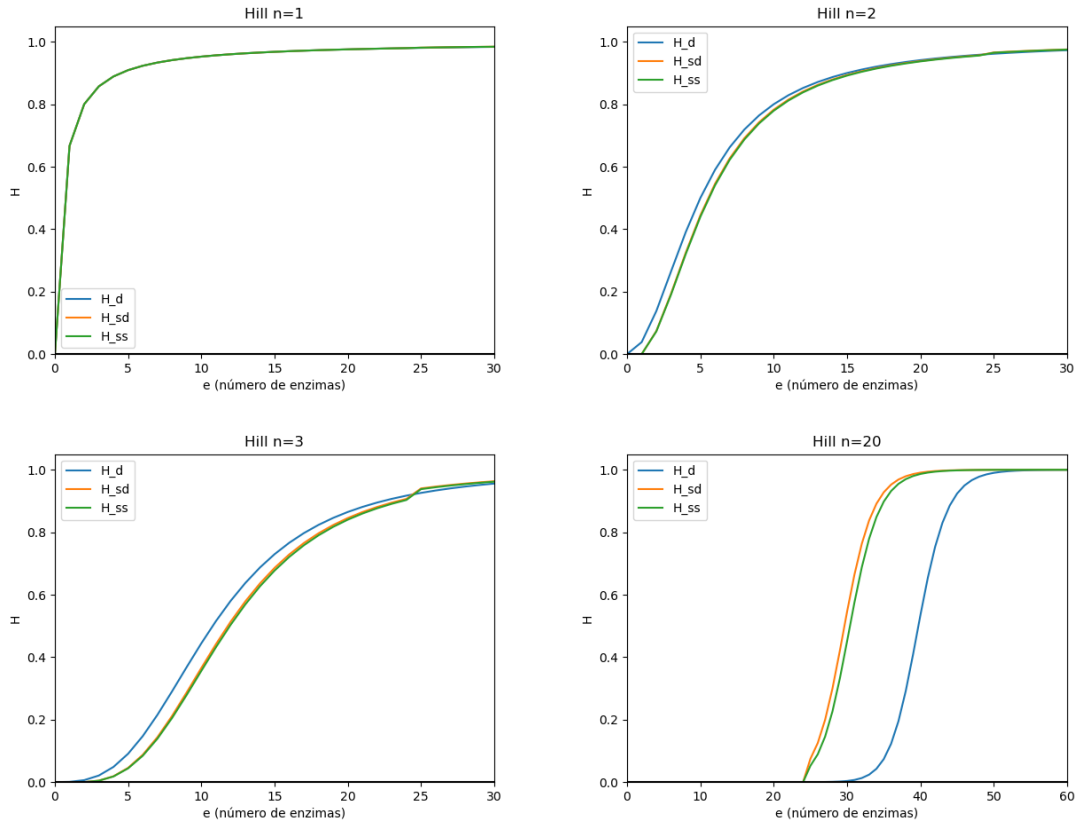 Hill n=1
1.0
0.8
0.6
0.4
0.2
0.0
H
H_d
H_sd
H_ss
0 5 10 15 20 25 30
e (número de enzimas)
Hill n=2
1.0
0.8
0.6
0.4
0.2
0.0
H
H_d
H_sd
H_ss
0 5 10 15 20 25 30
e (número de enzimas)
Hill n=3
1.0
0.8
0.6
0.4
0.2
0.0
H
H_d
H_sd
H_ss
0 5 10 15 20 25 30
e (número de enzimas)
Hill n=20
1.0
0.8
0.6
0.4
0.2
0.0
H
H_d
H_sd
H_ss
0 10 20 30 40 50 60
e (número de enzimas)